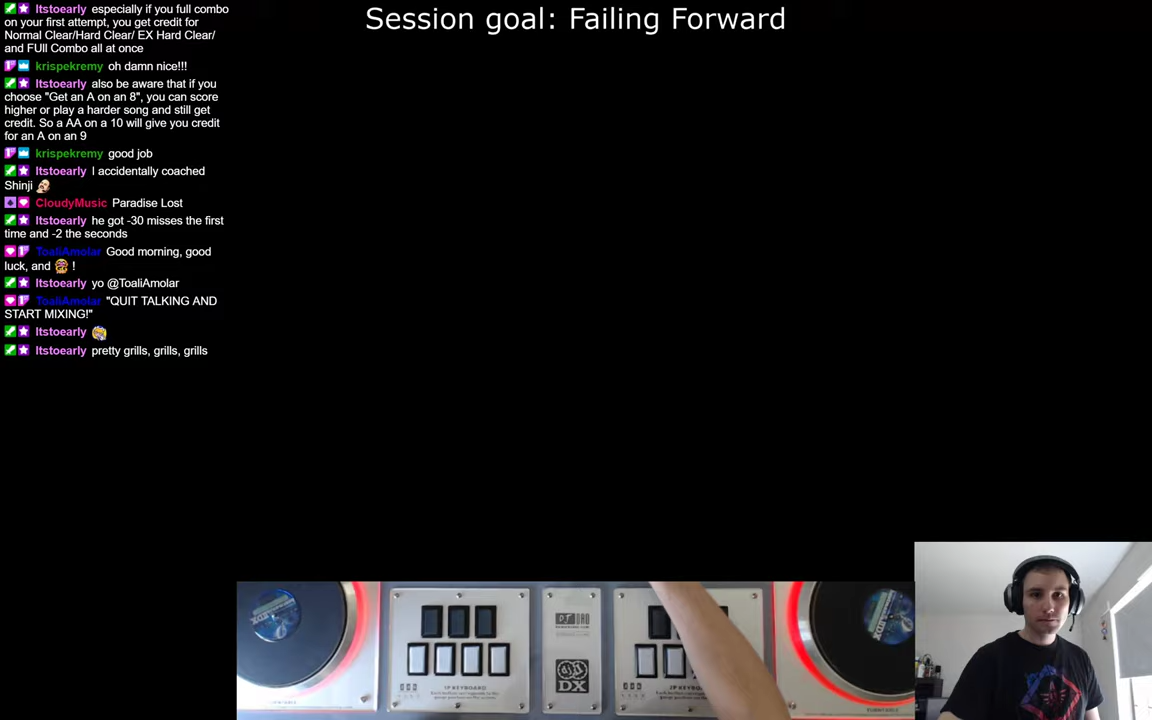 Session goal: Failing Forward
Itstoearly especially if you full combo
on your first attempt, you get credit for
Normal Clear/Hard Clear/ EX Hard Clear/
and FUll Combo all at once
krispekremy oh damn nice!!!
Itstoearly also be aware that if you
choose "Get an A on an 8", you can score
higher or play a harder song and still get
credit. So a AA on a 10 will give you credit
for an A on an 9
krispekremy good job
Itstoearly I accidentally coached
Shinji
CloudyMusic Paradise Lost
Itstoearly he got -30 misses the first
time and -2 the seconds
ToaliAmolar Good morning, good
luck, and !
Itstoearly yo @ToaliAmolar
ToaliAmolar "QUIT TALKING AND
START MIXING!"
Itstoearly
Itstoearly pretty grills, grills, grills
1P KEYBOARD
DX
2P KEYBOARD
TURNTABLE